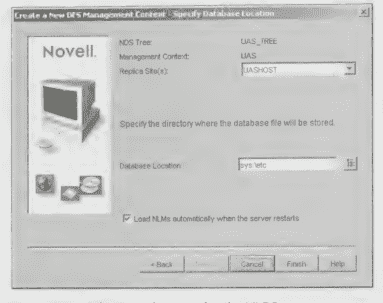 Create a New DFS Management Context - Specify Database Location
Novell.
NDS Tree: UAS_TREE
Management Context: UAS
Replica Site(s): UASHOST
Specify the directory where the database file will be stored.
Database Location: sys:\etc
Load NLMs automatically when the server restarts
< Back Cancel Finish Help